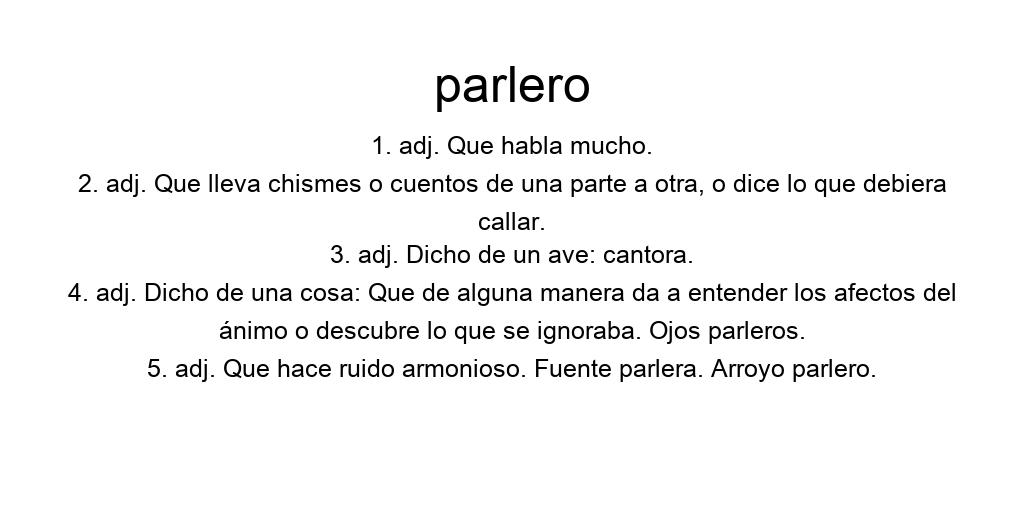 parlero
1. adj. Que habla mucho.
2. adj. Que lleva chismes o cuentos de una parte a otra, o dice lo que debiera
callar.
3. adj. Dicho de un ave: cantora.
4. adj. Dicho de una cosa: Que de alguna manera da a entender los afectos del
ánimo o descubre lo que se ignoraba. Ojos parleros.
5. adj. Que hace ruido armonioso. Fuente parlera. Arroyo parlero.